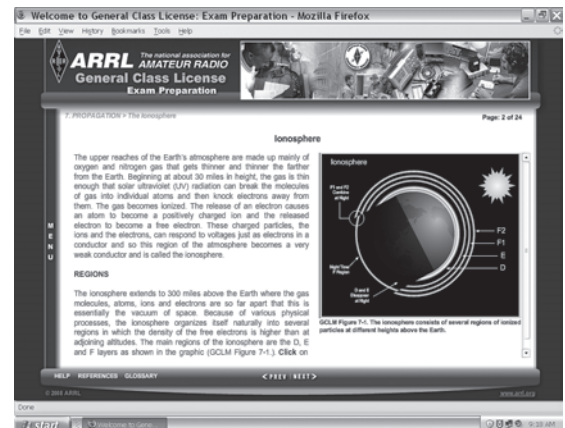 Welcome to General Class License: Exam Preparation - Mozilla Firefox
File Edit View History Bookmarks Tools Help
ARRL The national association for
AMATEUR RADIO
General Class License
Exam Preparation
7. PROPAGATION > The Ionosphere
Page: 2 of 24
Ionosphere
The upper reaches of the Earth's atmosphere are made up mainly of
oxygen and nitrogen gas that gets thinner and thinner the farther
from the Earth. Beginning at about 30 miles in height, the gas is thin
enough that solar ultraviolet (UV) radiation can break the molecules
of gas into individual atoms and then knock electrons away from
them. The gas becomes ionized. The release of an electron causes
an atom to become a positively charged ion and the released
electron to become a free electron. These charged particles, the
ions and the electrons, can respond to voltages just as electrons in a
conductor and so this region of the atmosphere becomes a very
weak conductor and is called the ionosphere.
REGIONS
The ionosphere extends to 300 miles above the Earth where the gas
molecules, atoms, ions and electrons are so far apart that this is
essentially the vacuum of space. Because of various physical
processes, the ionosphere organizes itself naturally into several
regions in which the density of the free electrons is higher than at
adjoining altitudes. The main regions of the ionosphere are the D, E
and F layers as shown in the graphic (GCLM Figure 7-1.). Click on
Ionosphere
F1 and F2
Combine
at Night
F2
F1
E
D
Night Time
F Region
D and E
Disappear
at Night
GCLM Figure 7-1. The ionosphere consists of several regions of ionized
particles at different heights above the Earth.
MENU
HELP REFERENCES GLOSSARY
< PREV | NEXT >
© 2008 ARRL
www.arrl.org
Done
start
Welcome to Gene...
9:20 AM